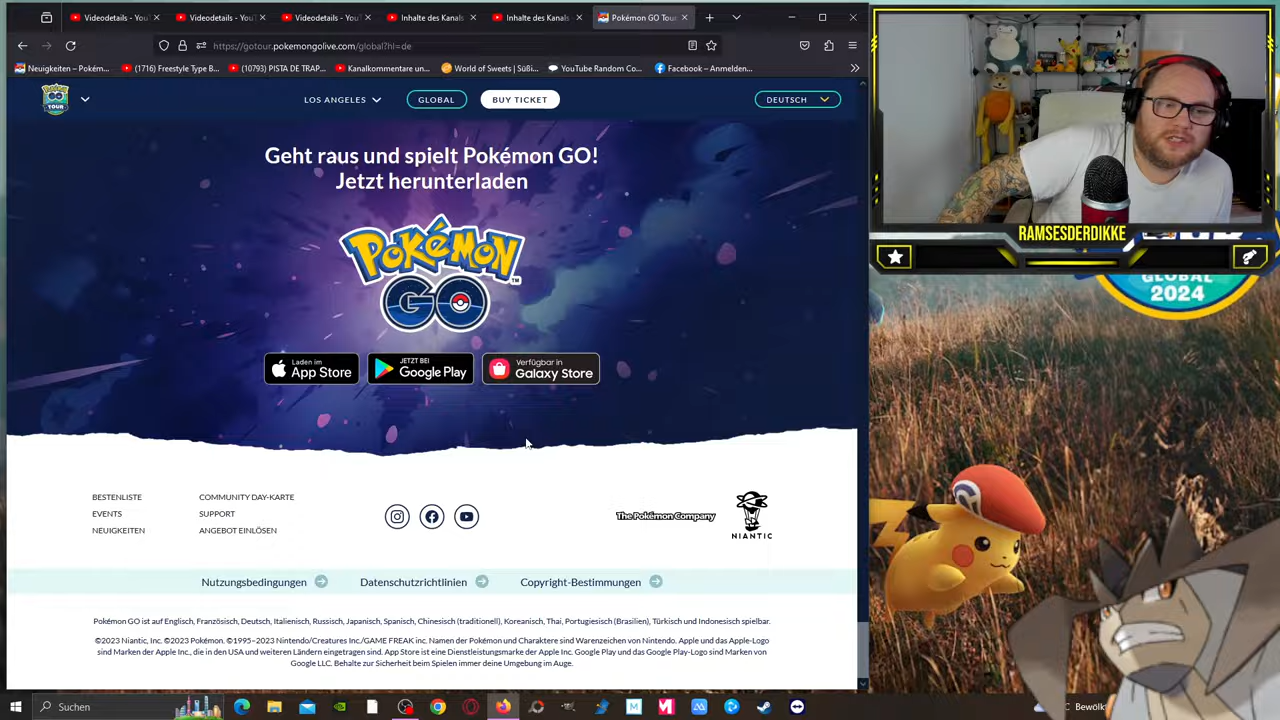 Videodetails - YouT
Videodetails - YouT
Videodetails - YouT
Inhalte des Kanals
Inhalte des Kanals
Pokémon GO Tour
https://gotour.pokemongolive.com/global?hl=de
Neuigkeiten – Pokém...
(1716) Freestyle Type B...
(10793) PISTA DE TRAP...
Kanalkommentare un...
World of Sweets | Süßi...
YouTube Random Co...
Facebook – Anmelden...
GO
TOUR
LOS ANGELES
GLOBAL
BUY TICKET
DEUTSCH
Geht raus und spielt Pokémon GO!
Jetzt herunterladen
POKÉMON
GO
Laden im
App Store
JETZT BEI
Google Play
Verfügbar in
Galaxy Store
BESTENLISTE
EVENTS
NEUIGKEITEN
COMMUNITY DAY-KARTE
SUPPORT
ANGEBOT EINLÖSEN
The Pokémon Company
NIANTIC
Nutzungsbedingungen
Datenschutzrichtlinien
Copyright-Bestimmungen
Pokémon GO ist auf Englisch, Französisch, Deutsch, Italienisch, Russisch, Japanisch, Spanisch, Chinesisch (traditionell), Koreanisch, Thai, Portugiesisch (Brasilien), Türkisch und Indonesisch spielbar.
©2023 Niantic, Inc. ©2023 Pokémon. ©1995–2023 Nintendo/Creatures Inc./GAME FREAK inc. Namen der Pokémon und Charaktere sind Warenzeichen von Nintendo. Apple und das Apple-Logo
sind Marken der Apple Inc., die in den USA und weiteren Ländern eingetragen sind. App Store ist eine Dienstleistungsmarke der Apple Inc. Google Play und das Google Play-Logo sind Marken von
Google LLC. Behalte zur Sicherheit beim Spielen immer deine Umgebung im Auge.
RAMSESDERDIKKE
GLOBAL
2024
Suchen
C Bewölk